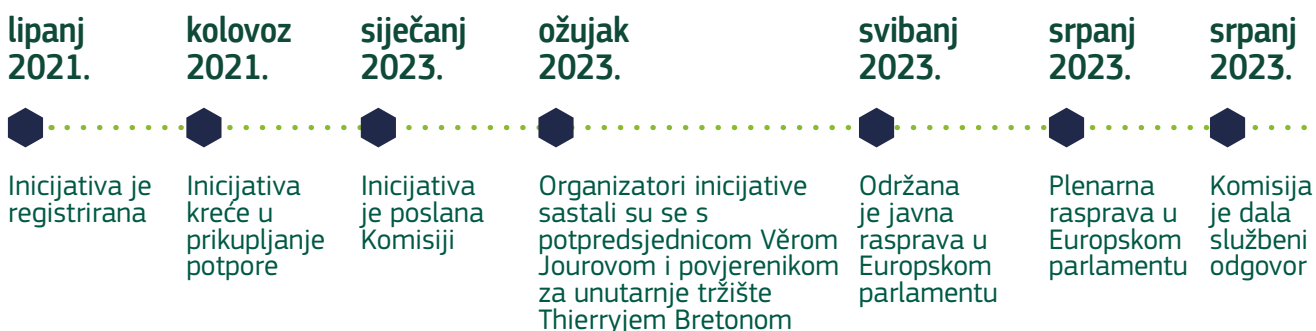 lipanj
2021.
kolovoz
2021.
siječanj
2023.
ožujak
2023.
svibanj
2023.
srpanj
2023.
srpanj
2023.
Inicijativa je
registrirana
Inicijativa
kreće u
prikupljanje
potpore
Inicijativa
je poslana
Komisiji
Organizatori inicijative
sastali su se s
potpredsjednicom Věrom
Jourovom i povjerenikom
za unutarnje tržište
Thierryjem Bretonom
Održana
je javna
rasprava u
Europskom
parlamentu
Plenarna
rasprava u
Europskom
parlamentu
Komisija
je dala
službeni
odgovor